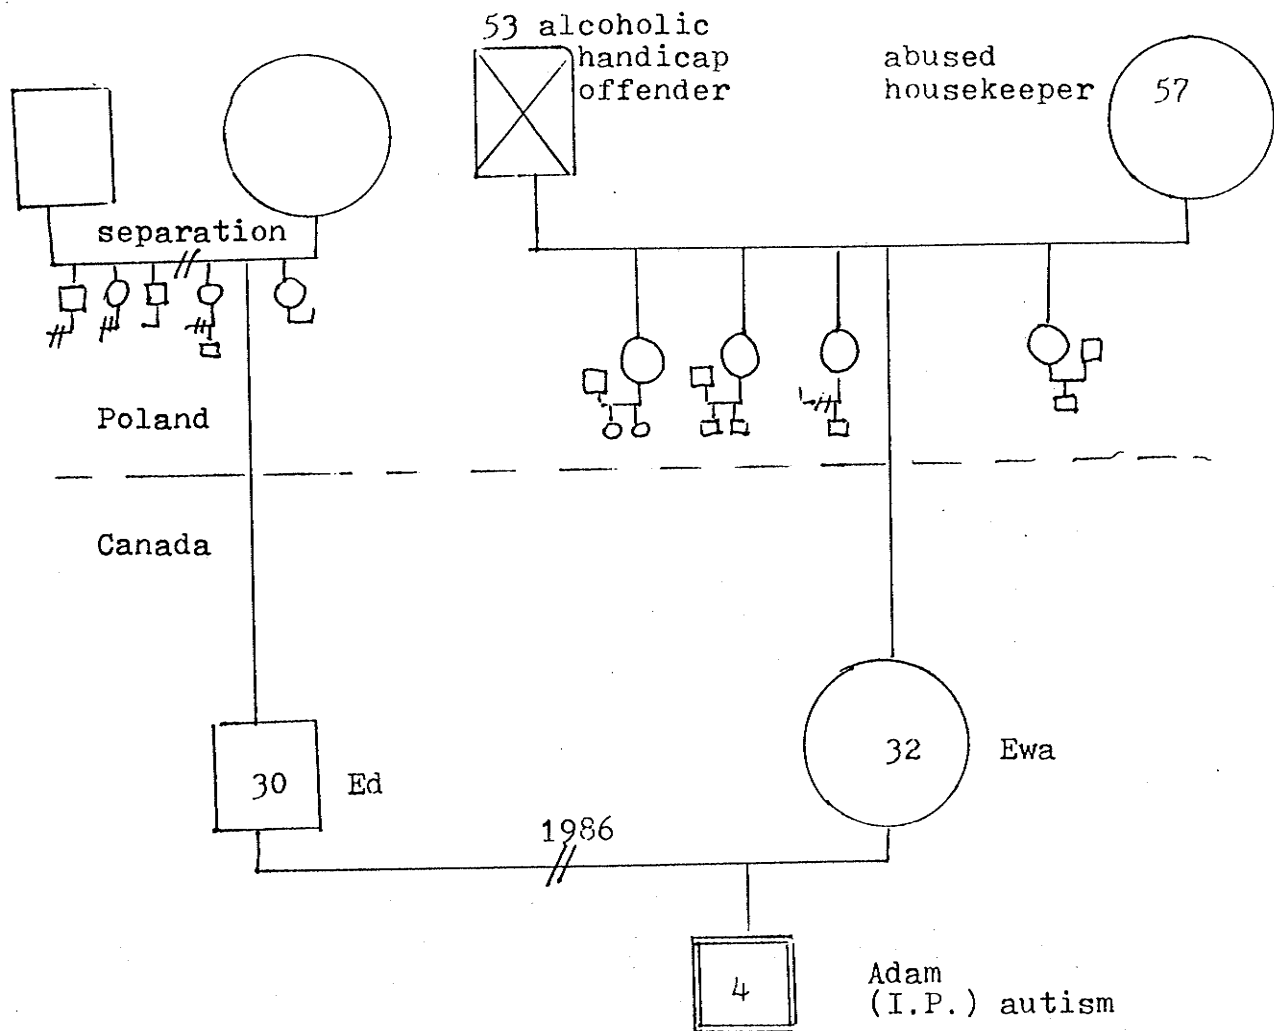 53 alcoholic
handicap
offender
abused
housekeeper
57
separation
Poland
Canada
30
Ed
32
Ewa
1986
4
Adam
(I.P.) autism